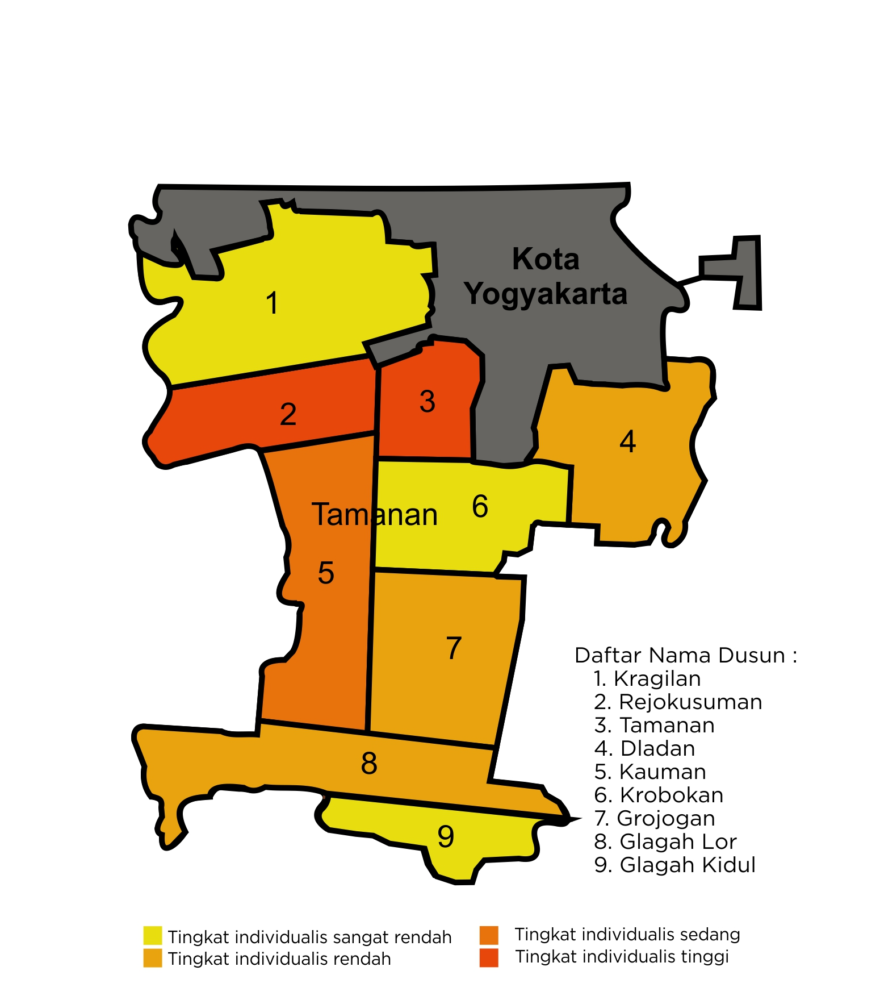 Kota
Yogyakarta
1
2
3
4
Tamanan
6
5
7
8
9
Daftar Nama Dusun :
1. Kragilan
2. Rejokusuman
3. Tamanan
4. Dladan
5. Kauman
6. Krobokan
7. Grojogan
8. Glagah Lor
9. Glagah Kidul
Tingkat individualis sangat rendah
Tingkat individualis rendah
Tingkat individualis sedang
Tingkat individualis tinggi